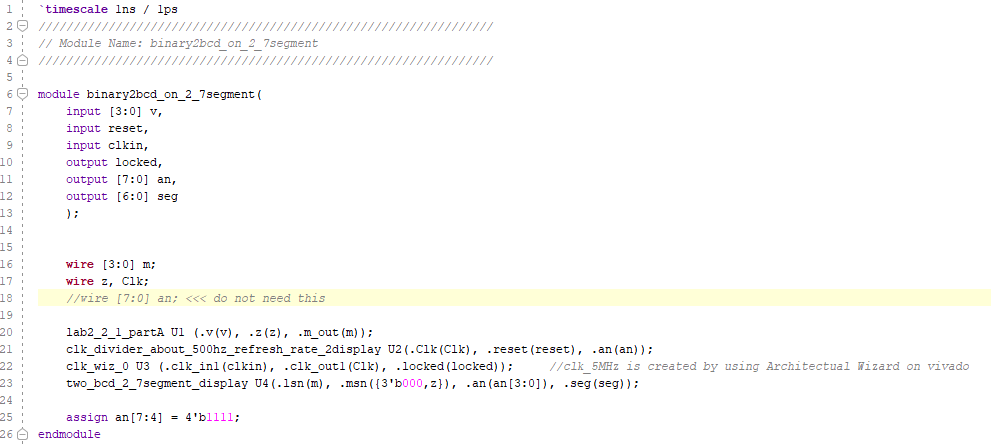 1 `timescale 1ns / 1ps
2 /////////////////////////////////////////////////////////////////
3 // Module Name: binary2bcd_on_2_7segment
4 /////////////////////////////////////////////////////////////////
5
6 module binary2bcd_on_2_7segment(
7 input [3:0] v,
8 input reset,
9 input clkin,
10 output locked,
11 output [7:0] an,
12 output [6:0] seg
13 );
14
15
16 wire [3:0] m;
17 wire z, Clk;
18 //wire [7:0] an; <<< do not need this
19
20 lab2_2_1_partA U1 (.v(v), .z(z), .m_out(m));
21 clk_divider_about_500hz_refresh_rate_2display U2(.Clk(Clk), .reset(reset), .an(an));
22 clk_wiz_0 U3 (.clk_in1(clkin), .clk_out1(Clk), .locked(locked)); //clk_5MHz is created by using Architectual Wizard on vivado
23 two_bcd_2_7segment_display U4(.lsn(m), .msn({3'b000,z}), .an(an[3:0]), .seg(seg));
24
25 assign an[7:4] = 4'b1111;
26 endmodule